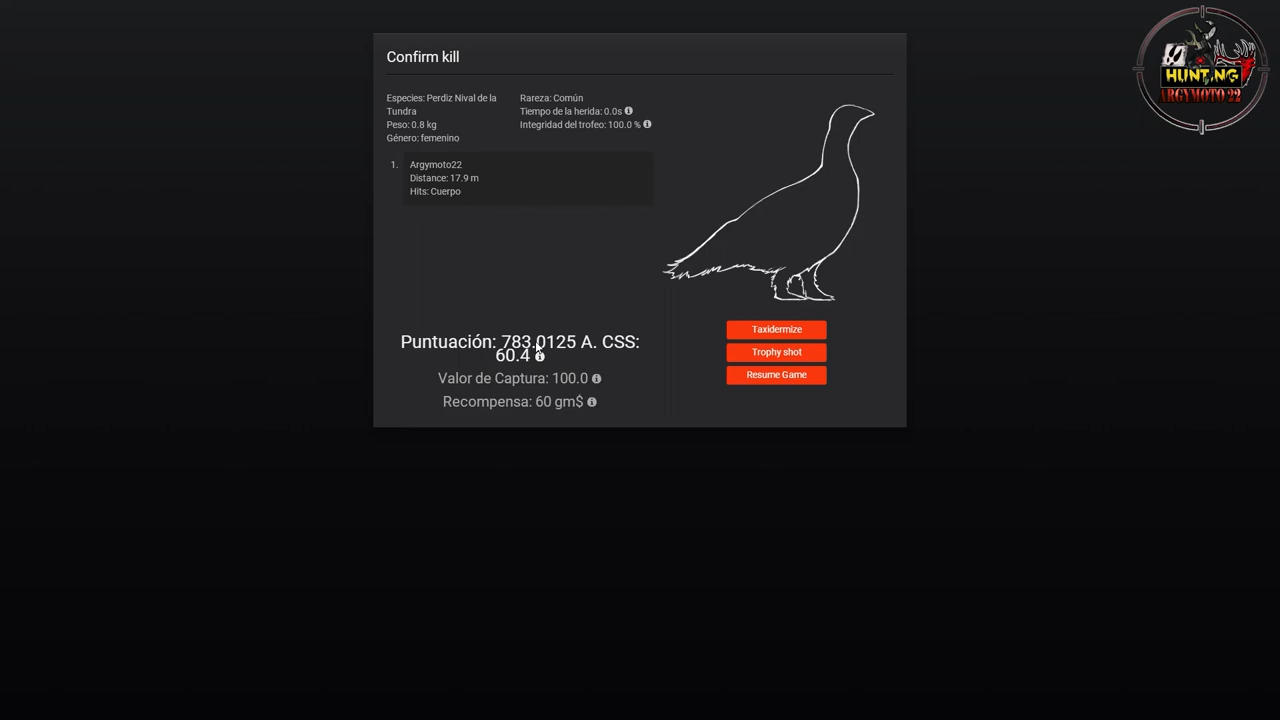 Confirm kill
Especies: Perdiz Nival de la
Tundra
Peso: 0.8 kg
Género: femenino
Rareza: Común
Tiempo de la herida: 0.0s
Integridad del trofeo: 100.0 %
1.
Argymoto22
Distance: 17.9 m
Hits: Cuerpo
Puntuación: 783.0125 A. CSS:
60.4
Valor de Captura: 100.0
Recompensa: 60 gm$
Taxidermize
Trophy shot
Resume Game
HUNTING
ARGYMOTO 22